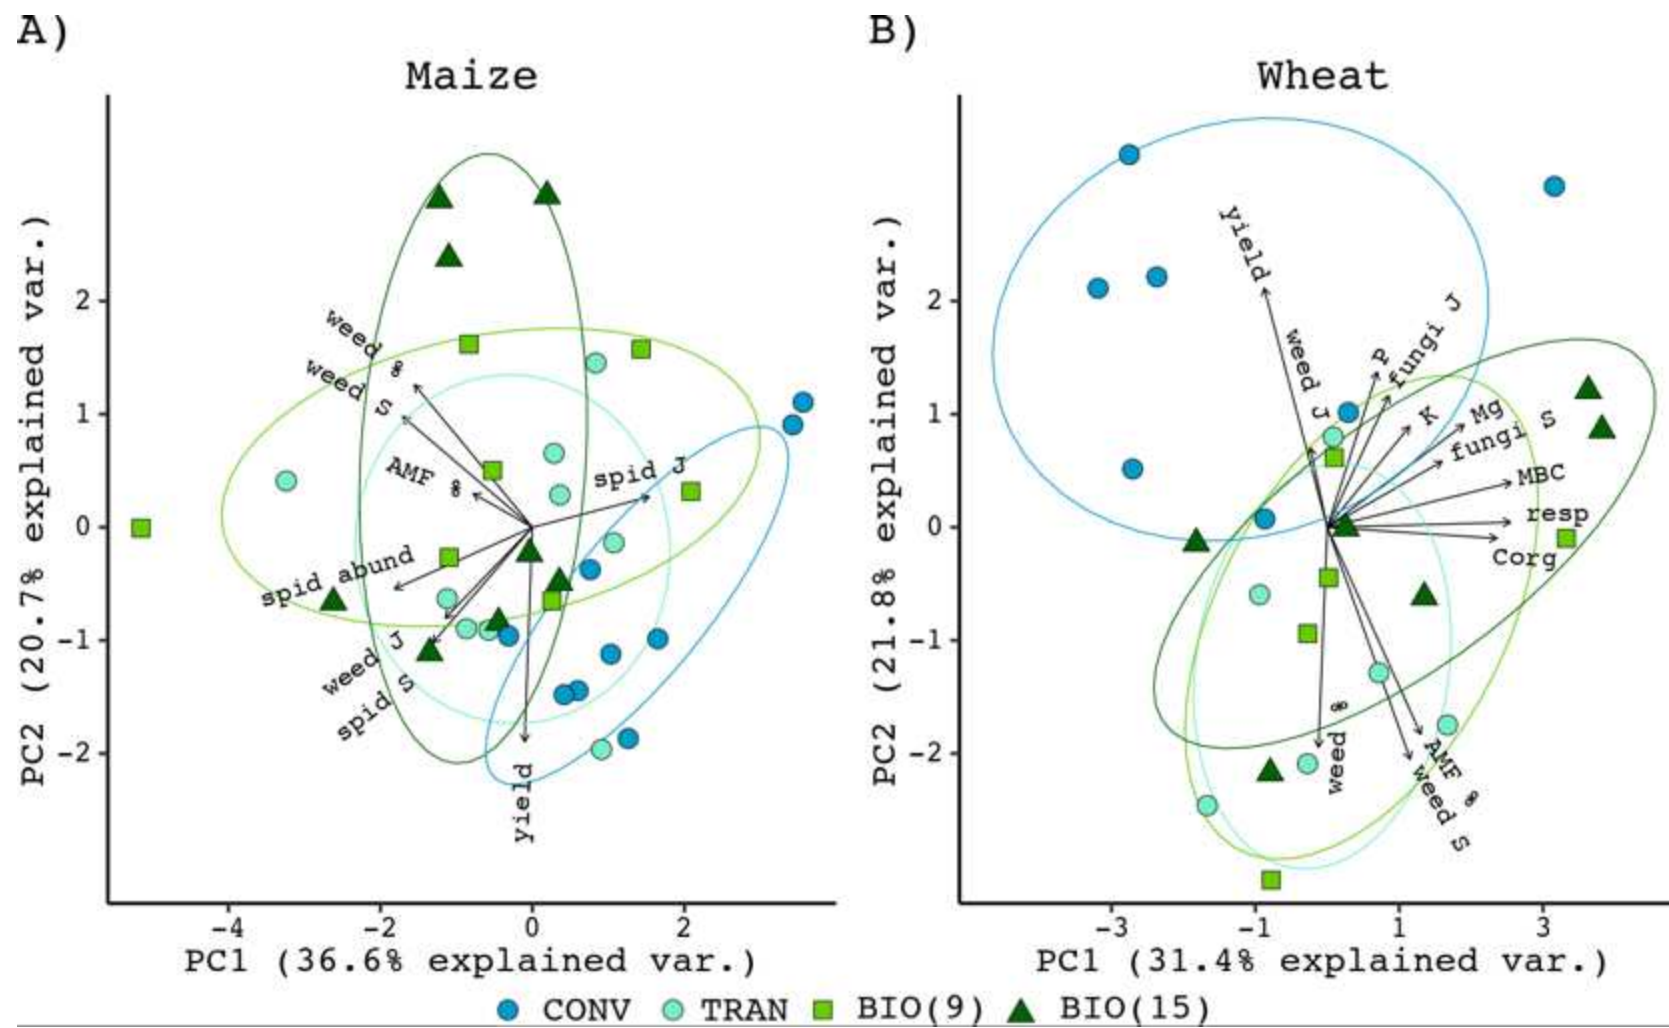 A)
Maize
PC2 (20.7% explained var.)
2
1
0
-1
-2
weed %
weed S
AMF %
spid J
spid abund
weed J
spid S
yield
-4 -2 0 2
PC1 (36.6% explained var.)
B)
Wheat
PC2 (21.8% explained var.)
2
1
0
-1
-2
yield
weed J
P
fungi J
K
Mg
fungi S
MBC
resp
Corg
weed %
AMF %
weed S
-3 -1 1 3
PC1 (31.4% explained var.)
CONV TRAN BIO(9) BIO(15)